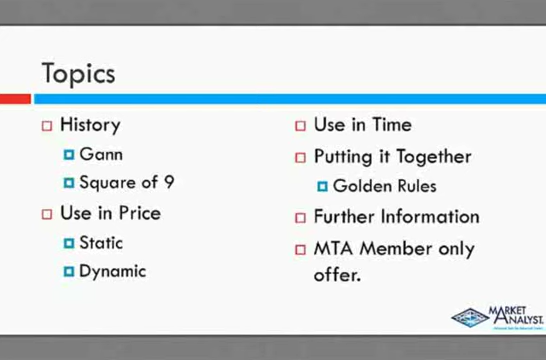 Topics
History
Gann
Square of 9
Use in Price
Static
Dynamic
Use in Time
Putting it Together
Golden Rules
Further Information
MTA Member only
offer.
MARKET
ANALYST